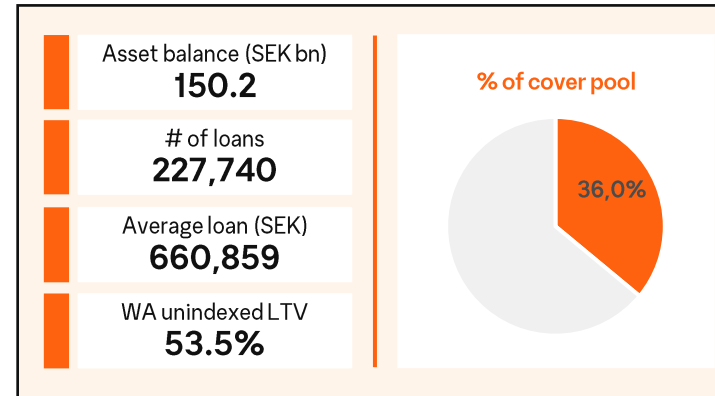 Asset balance (SEK bn)
150.2
# of loans
227,740
Average loan (SEK)
660,859
WA unindexed LTV
53.5%
% of cover pool
36,0%